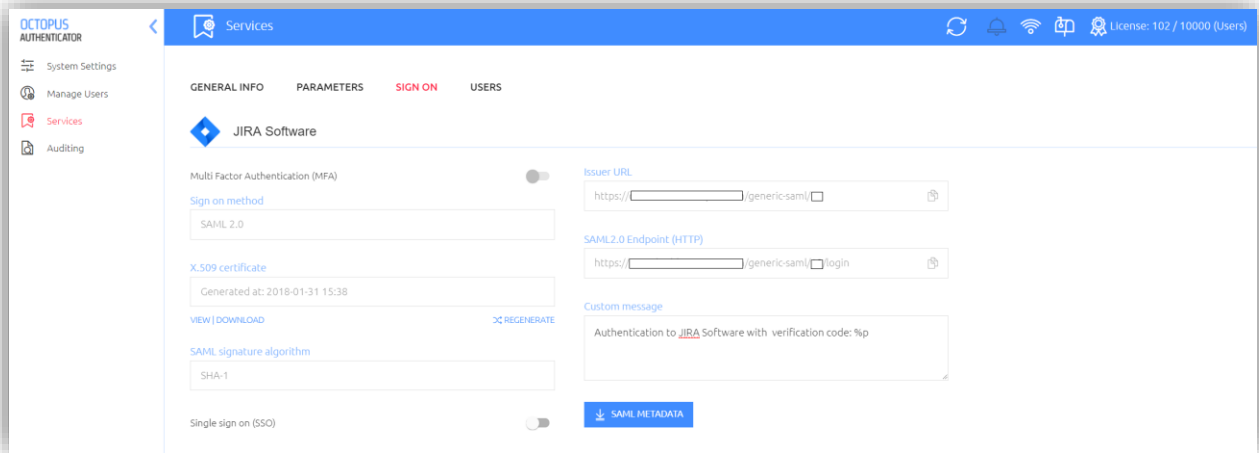 OCTOPUS
AUTHENTICATOR
System Settings
Manage Users
Services
Auditing
Services
License: 102 / 10000 (Users)
GENERAL INFO PARAMETERS SIGN ON USERS
JIRA Software
Multi Factor Authentication (MFA)
Sign on method
SAML 2.0
X.509 certificate
Generated at: 2018-01-31 15:38
VIEW | DOWNLOAD REGENERATE
SAML signature algorithm
SHA-1
Single sign on (SSO)
Issuer URL
https:// /generic-saml/
SAML2.0 Endpoint (HTTP)
https:// /generic-saml/ /login
Custom message
Authentication to JIRA Software with verification code: %p
SAML METADATA